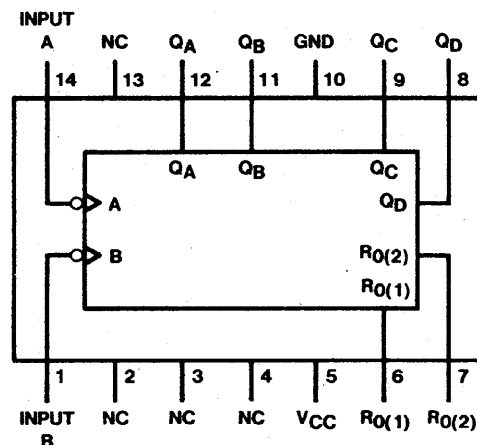 INPUT
A NC QA QB GND QC QD
14 13 12 11 10 9 8
QA QB QC
A QD
B R0(2)
R0(1)
1 2 3 4 5 6 7
INPUT NC NC NC VCC R0(1) R0(2)
B